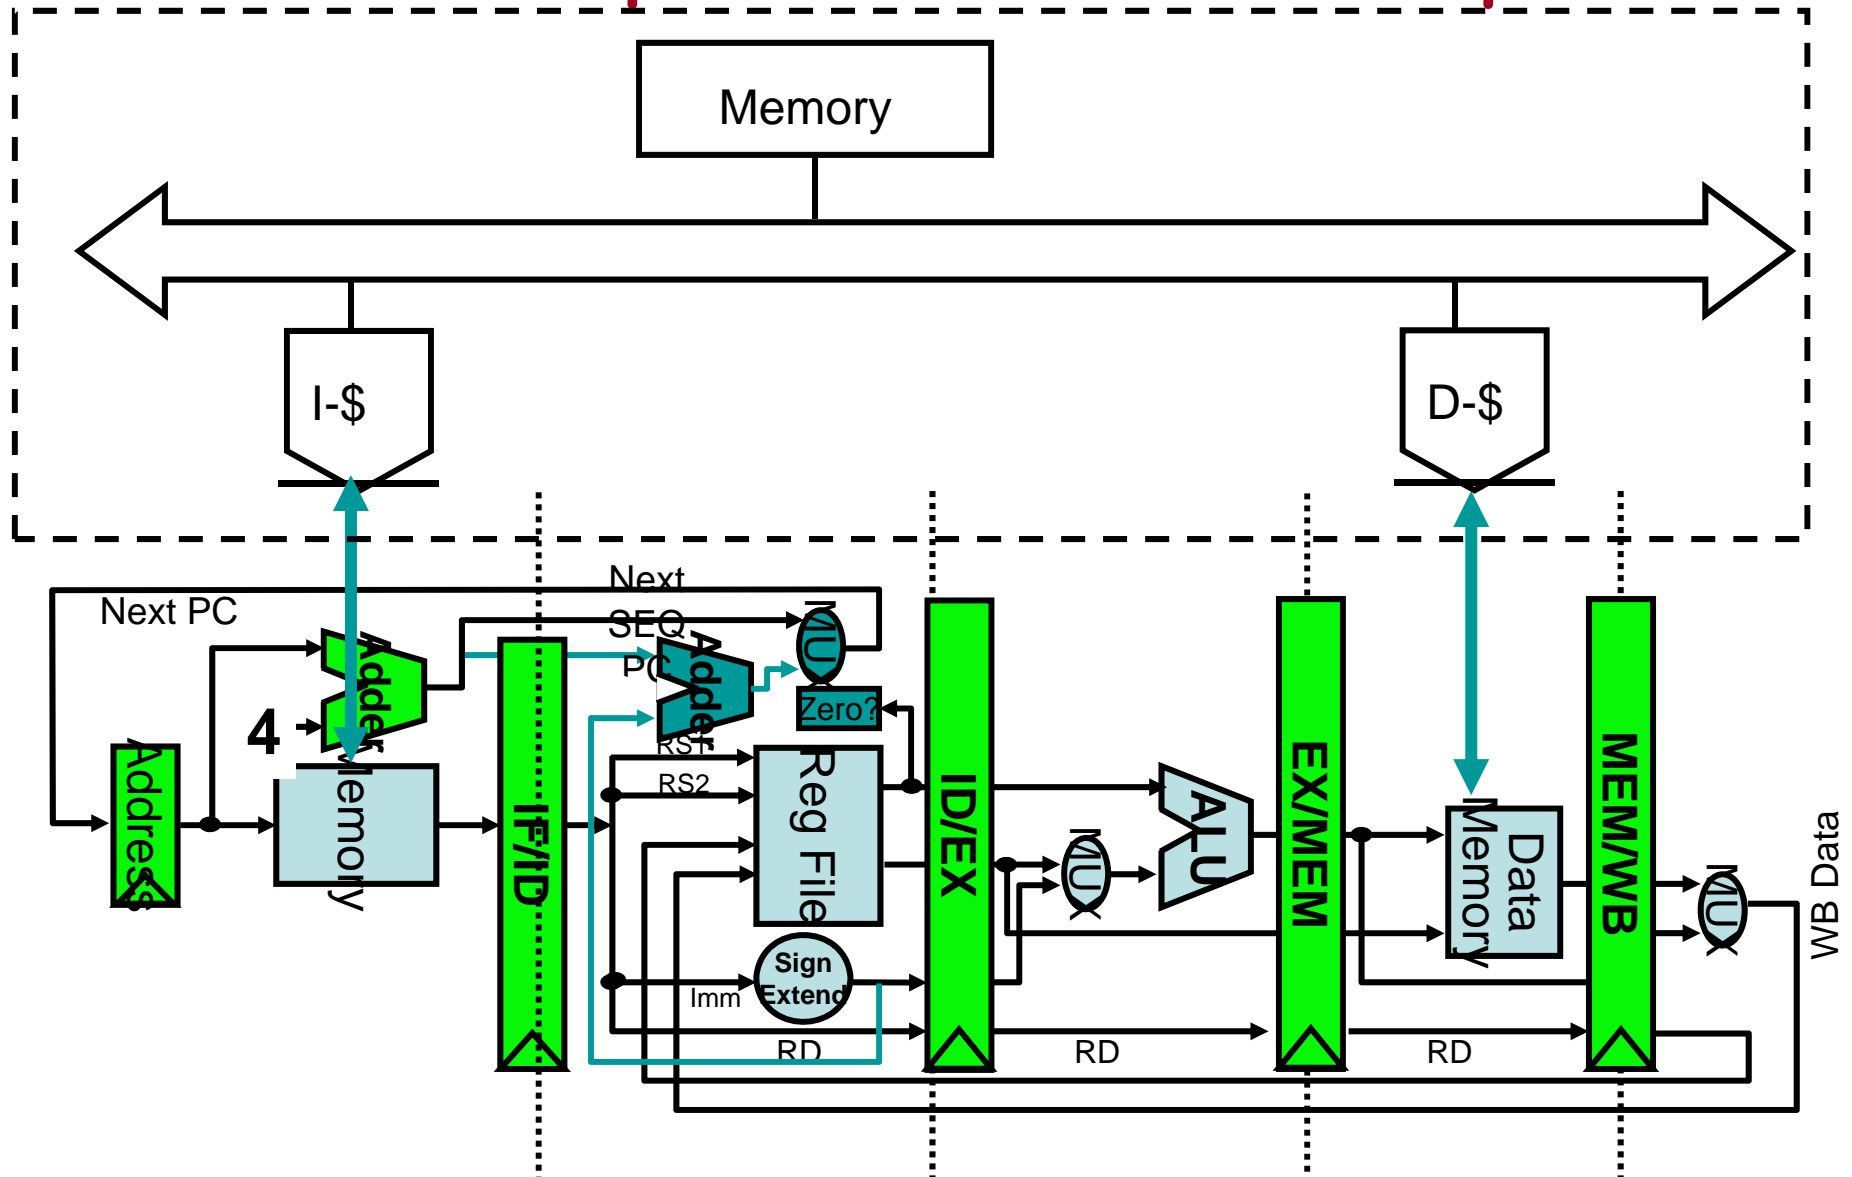 Memory
I-$
D-$
Next PC
Next
SEQ
PC
Adder
4
Adder
MUX
Zero?
Address
Memory
IF/ID
RS1
RS2
Reg File
ID/EX
MUX
ALU
EX/MEM
Data
Memory
MEM/WB
MUX
WB Data
Sign
Extend
Imm
RD
RD
RD